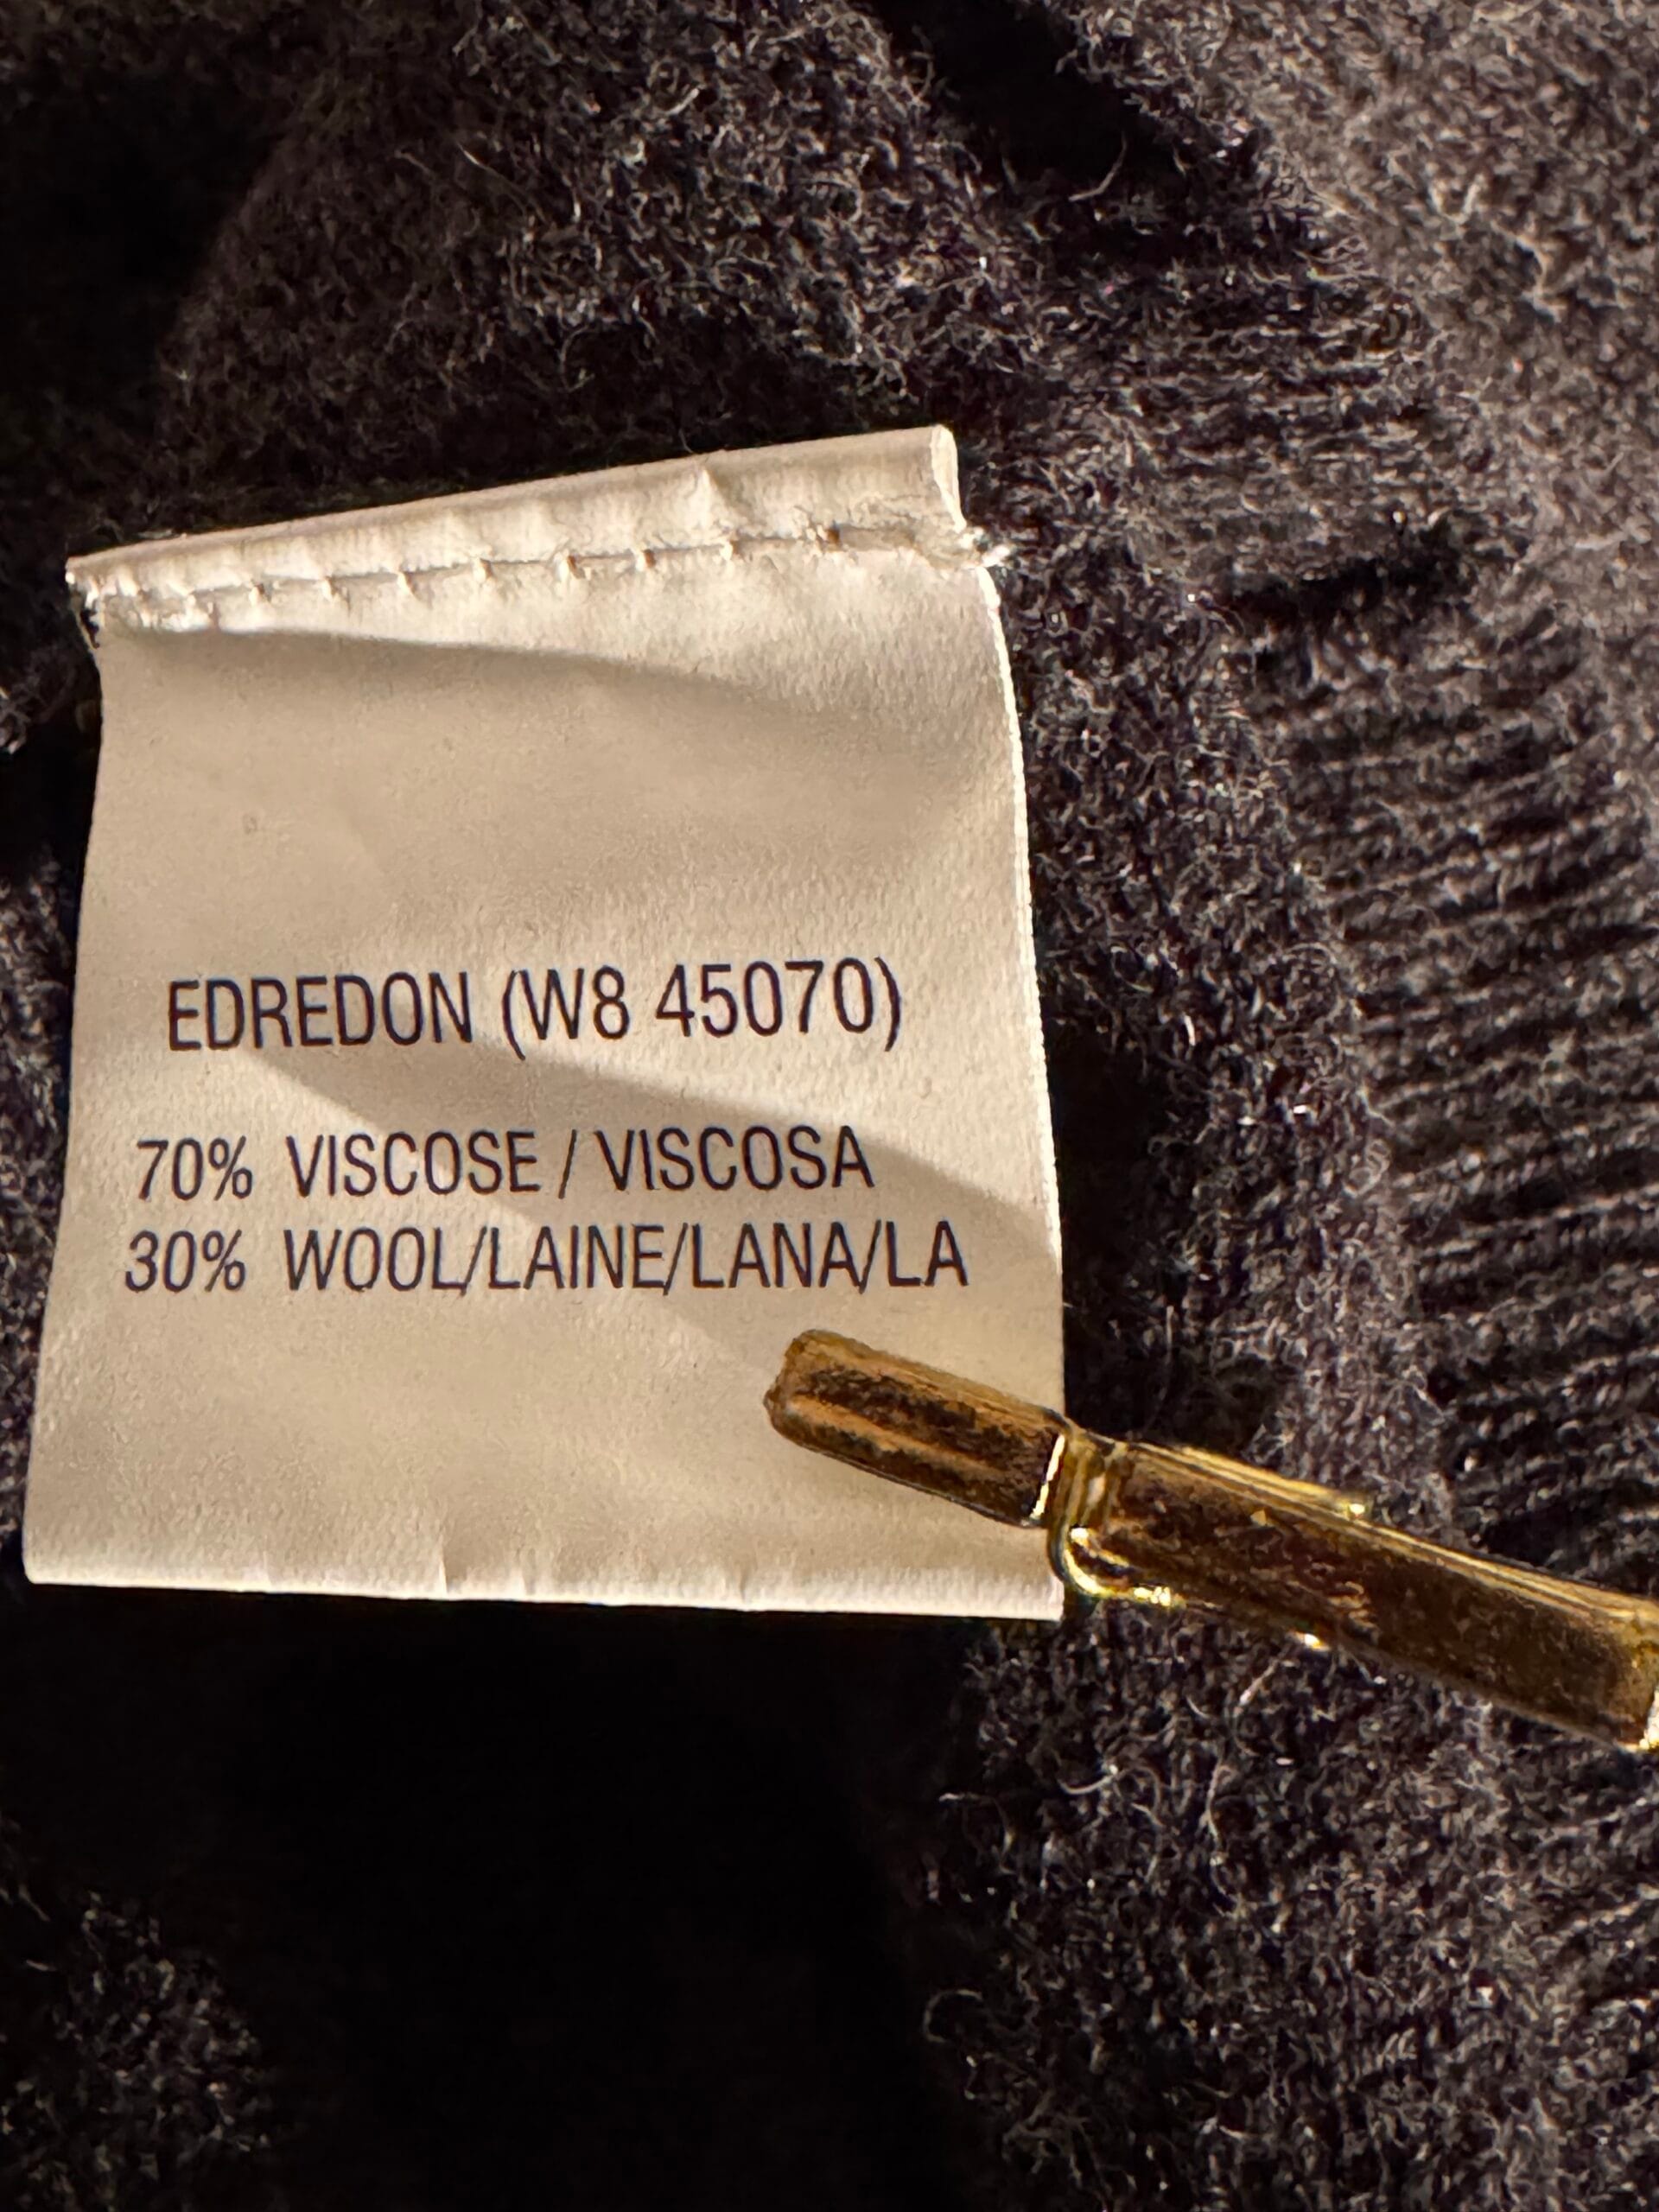 EDREDON (W8 45070)
70% VISCOSE / VISCOSA
30% WOOL/LAINE/LANA/LA